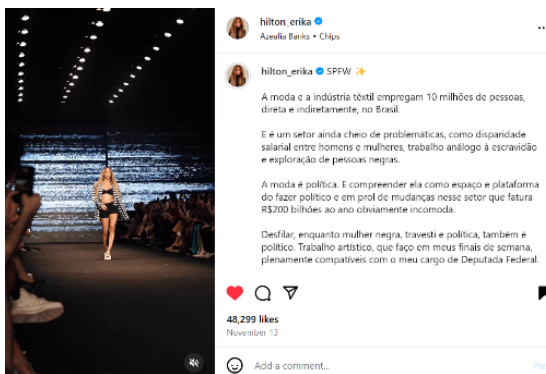 hilton_erika
Azealia Banks • Chips
hilton_erika SPFW ✨
A moda e a indústria têxtil empregam 10 milhões de pessoas,
direta e indiretamente, no Brasil.
E é um setor ainda cheio de problemáticas, como disparidade
salarial entre homens e mulheres, trabalho análogo à escravidão
e exploração de pessoas negras.
A moda é política. E compreender ela como espaço e plataforma
do fazer político e em prol de mudanças nesse setor que fatura
R$200 bilhões ao ano obviamente incomoda.
Desfilar, enquanto mulher negra, travesti e política, também é
político. Trabalho artístico, que faço em meus finais de semana,
plenamente compatíveis com o meu cargo de Deputada Federal.
48,299 likes
November 13
Add a comment...